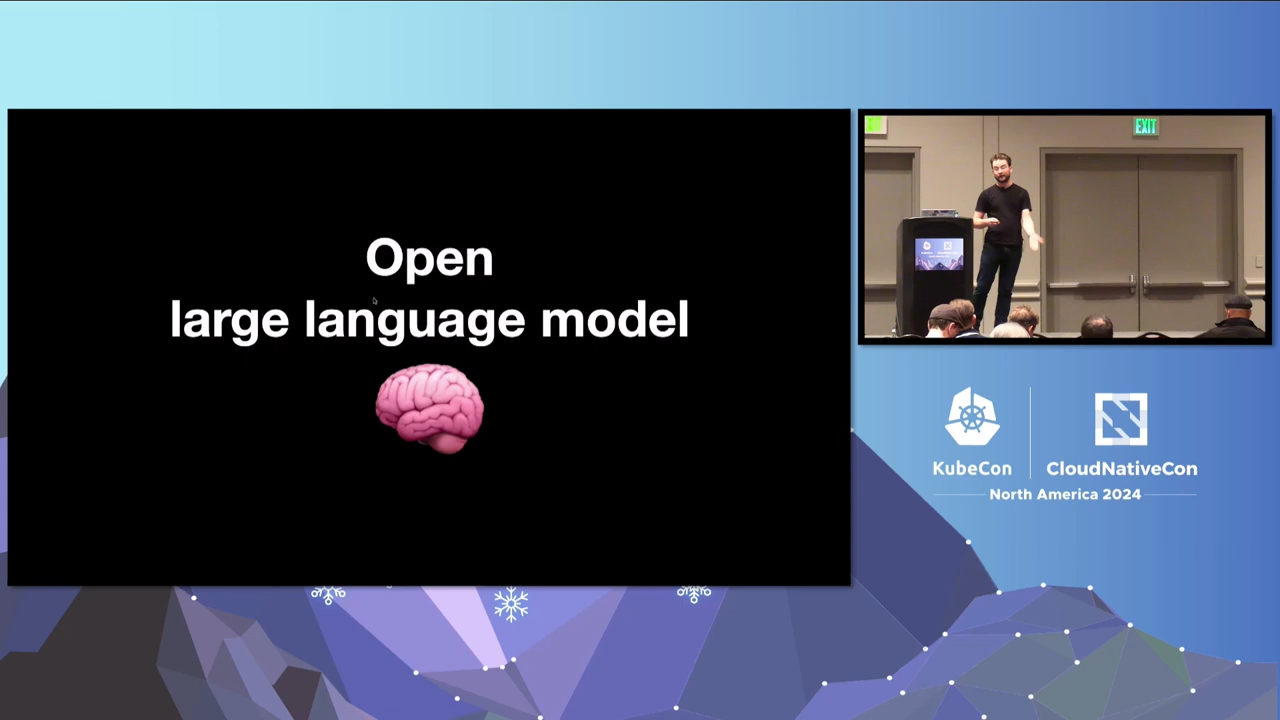 Open
large language model
EXIT
KubeCon
CloudNativeCon
North America 2024